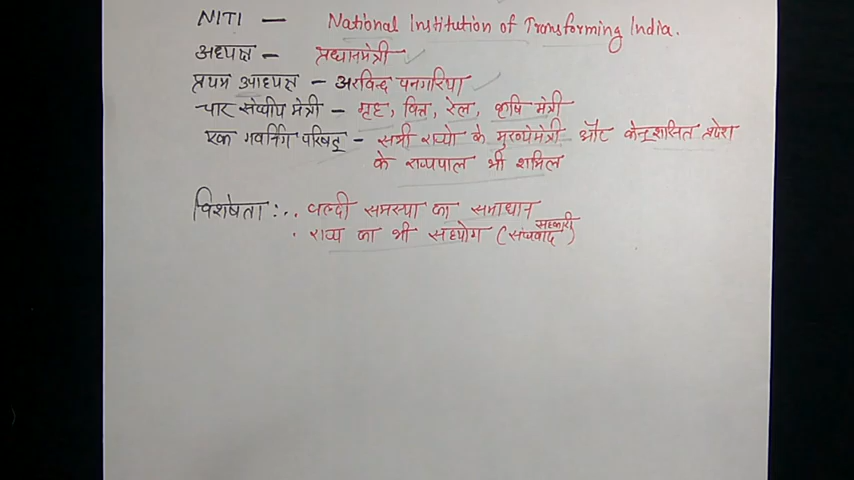 NITI — National Institution of Transforming India.
अध्यक्ष — प्रधानमंत्री
प्रथम उपाध्यक्ष — अरविन्द पनगरिया
चार संघीय मंत्री — गृह, वित्त, रेल, कृषि मंत्री
एक गवर्निंग परिषद् — सभी राज्यो के मुख्यमंत्री और केन्द्रशासित प्रदेश
के राज्यपाल भी शामिल
विशेषता : . . जल्दी समस्या का समाधान
. राज्य का भी सहयोग (सहकारी संघवाद)